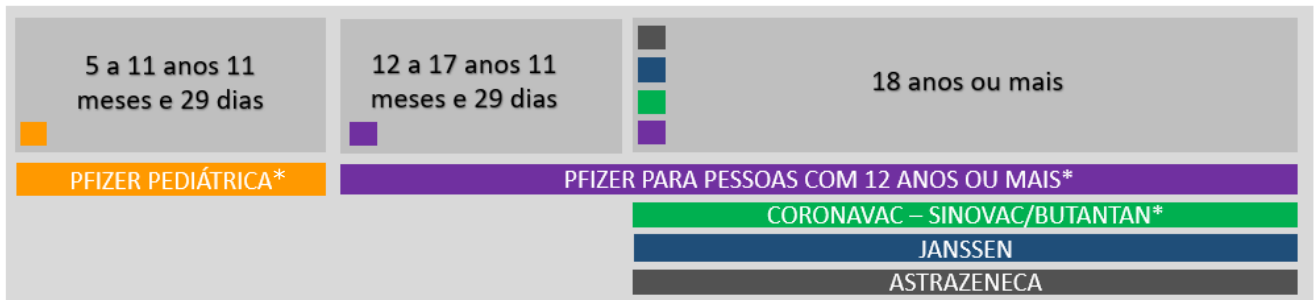 5 a 11 anos 11
meses e 29 dias
12 a 17 anos 11
meses e 29 dias
18 anos ou mais
PFIZER PEDIÁTRICA*
PFIZER PARA PESSOAS COM 12 ANOS OU MAIS*
CORONAVAC – SINOVAC/BUTANTAN*
JANSSEN
ASTRAZENECA